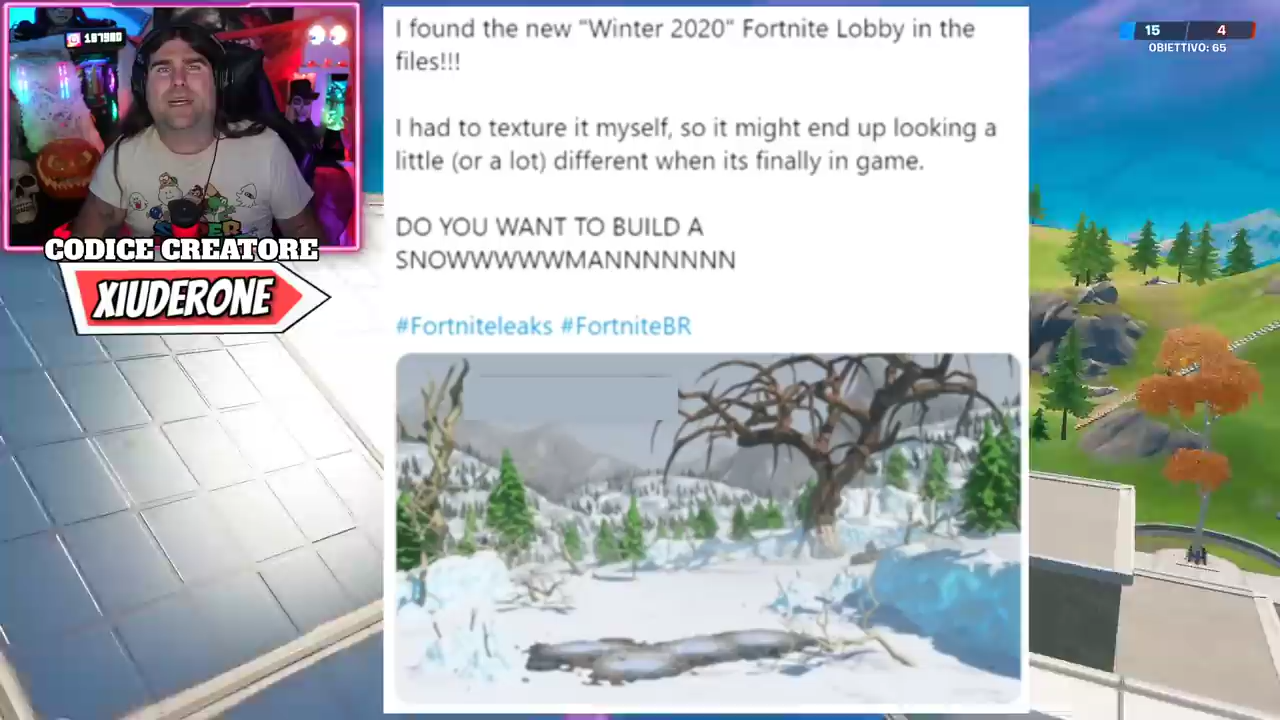 187980
CODICE CREATORE
XIUDERONE
I found the new "Winter 2020" Fortnite Lobby in the
files!!!
I had to texture it myself, so it might end up looking a
little (or a lot) different when its finally in game.
DO YOU WANT TO BUILD A
SNOWWWWWMANNNNNNN
#Fortniteleaks #FortniteBR
15
4
OBIETTIVO: 65